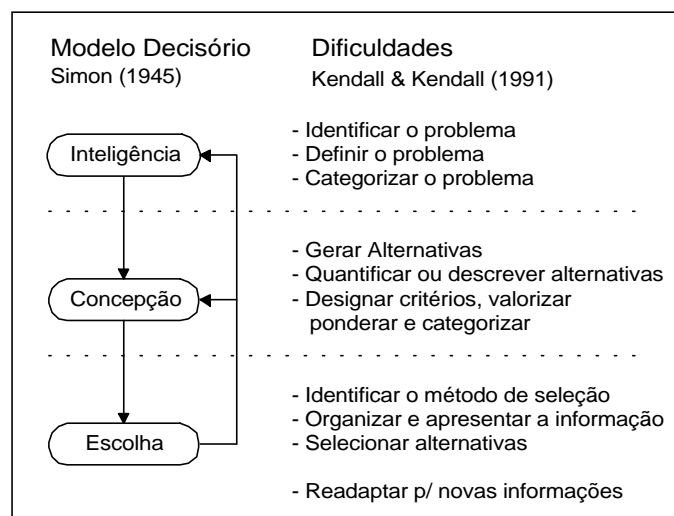 Modelo Decisório
Simon (1945)
Dificuldades
Kendall & Kendall (1991)
Inteligência
- Identificar o problema
- Definir o problema
- Categorizar o problema
Concepção
- Gerar Alternativas
- Quantificar ou descrever alternativas
- Designar critérios, valorizar
ponderar e categorizar
Escolha
- Identificar o método de seleção
- Organizar e apresentar a informação
- Selecionar alternativas
- Readaptar p/ novas informações